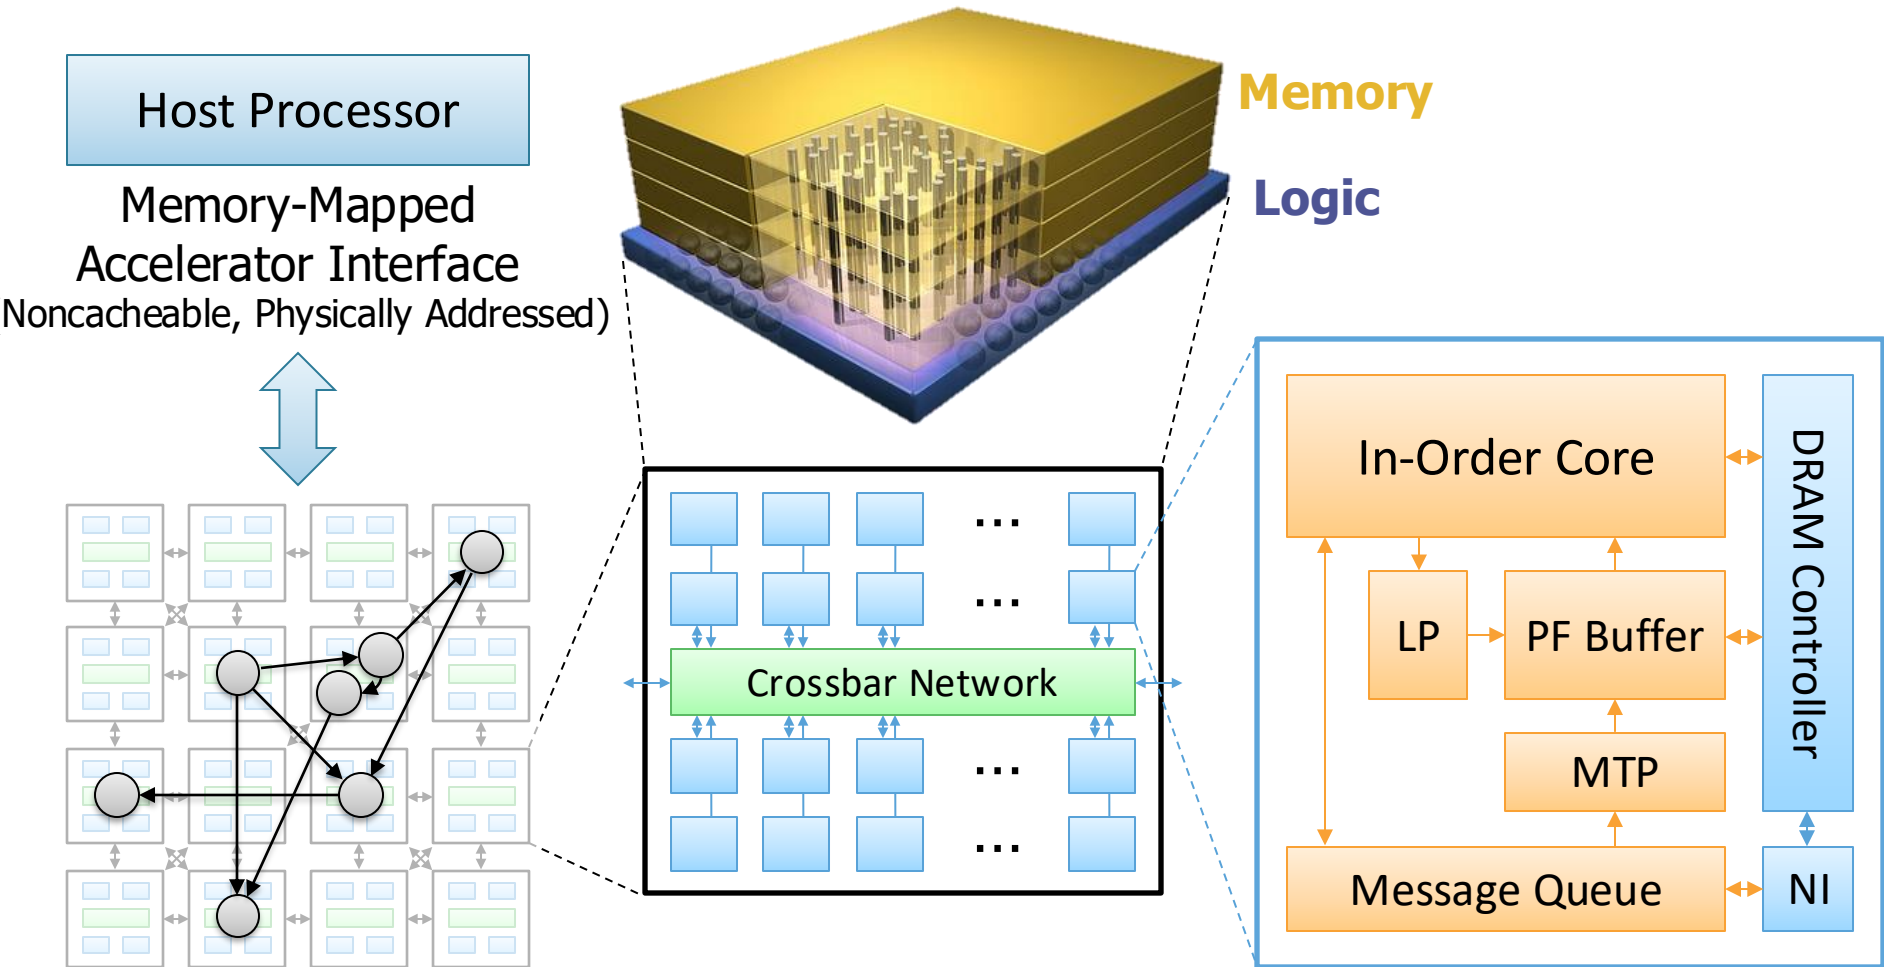 Host Processor
Memory-Mapped
Accelerator Interface
Noncacheable, Physically Addressed)
Memory
Logic
...
...
Crossbar Network
...
...
In-Order Core
DRAM Controller
LP
PF Buffer
MTP
Message Queue
NI